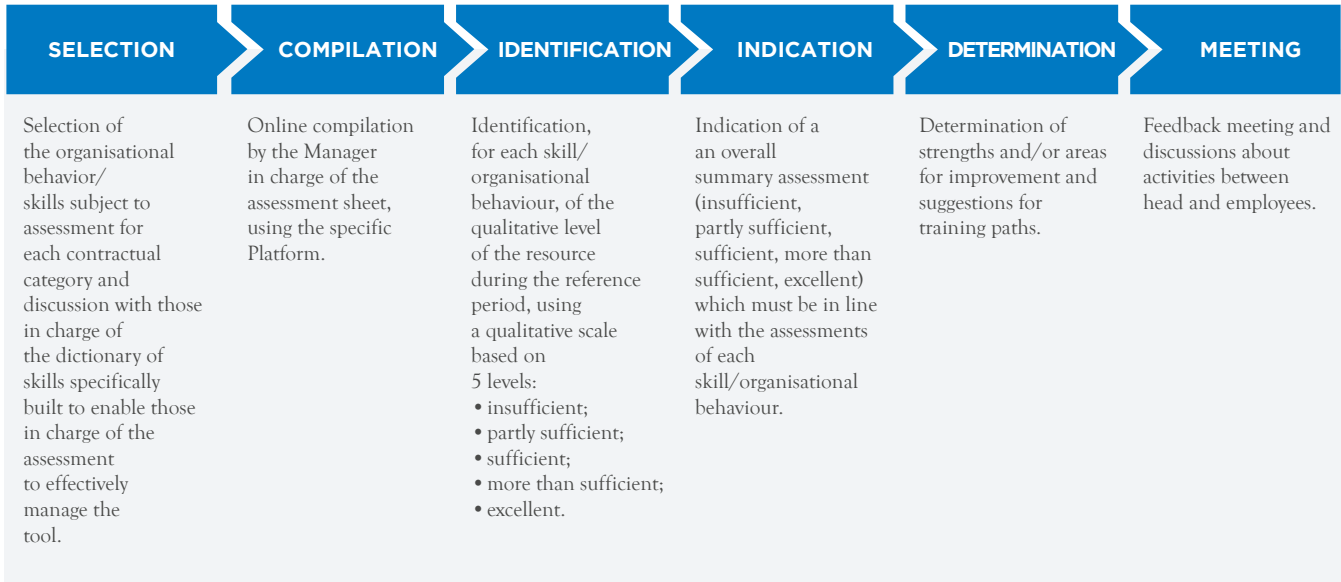 SELECTION
COMPILATION
IDENTIFICATION
INDICATION
DETERMINATION
MEETING
Selection of
the organisational
behavior/
skills subject to
assessment for
each contractual
category and
discussion with those
in charge of
the dictionary of
skills specifically
built to enable those
in charge of the
assessment
to effectively
manage the
tool.
Online compilation
by the Manager
in charge of the
assessment sheet,
using the specific
Platform.
Identification,
for each skill/
organisational
behaviour, of the
qualitative level
of the resource
during the reference
period, using
a qualitative scale
based on
5 levels:
• insufficient;
• partly sufficient;
• sufficient;
• more than sufficient;
• excellent.
Indication of a
an overall
summary assessment
(insufficient,
partly sufficient,
sufficient, more than
sufficient, excellent)
which must be in line
with the assessments
of each
skill/organisational
behaviour.
Determination of
strengths and/or areas
for improvement and
suggestions for
training paths.
Feedback meeting and
discussions about
activities between
head and employees.